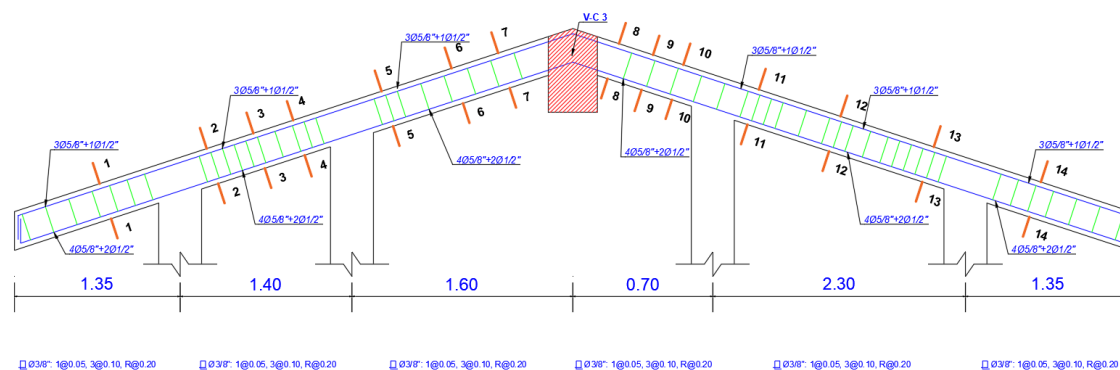 V-C 3
3Ø5/8"+1Ø1/2"
7
6
5
8
9
10
3Ø5/8"+1Ø1/2"
11
3Ø5/8"+1Ø1/2"
4
3
2
7
6
5
4Ø5/8"+2Ø1/2"
8
9
10
4Ø5/8"+2Ø1/2"
12
3Ø5/8"+1Ø1/2"
13
11
3Ø5/8"+1Ø1/2"
1
4
3
2
4Ø5/8"+2Ø1/2"
12
13
4Ø5/8"+2Ø1/2"
3Ø5/8"+1Ø1/2"
14
1
4Ø5/8"+2Ø1/2"
14
4Ø5/8"+2Ø1/2"
1.35 1.40 1.60 0.70 2.30 1.35
Ø3/8": 1@0.05, 3@0.10, R@0.20 Ø3/8": 1@0.05, 3@0.10, R@0.20 Ø3/8": 1@0.05, 3@0.10, R@0.20 Ø3/8": 1@0.05, 3@0.10, R@0.20 Ø3/8": 1@0.05, 3@0.10, R@0.20 Ø3/8": 1@0.05, 3@0.10, R@0.20